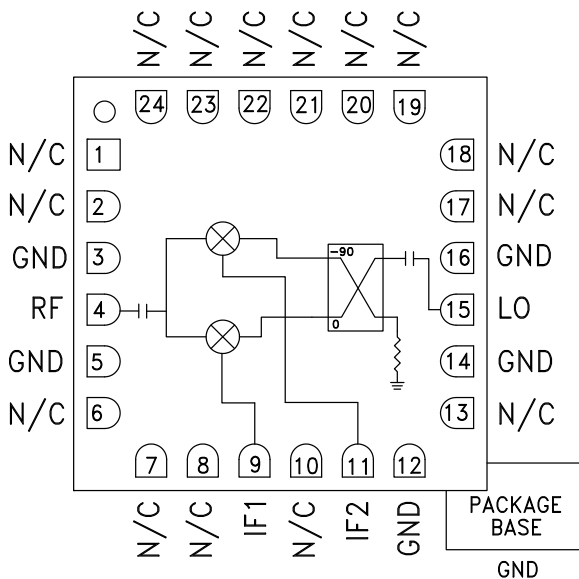 N/C N/C N/C N/C N/C N/C
24 23 22 21 20 19
N/C 1
18 N/C
N/C 2
17 N/C
GND 3
-90
16 GND
RF 4
15 LO
0
GND 5
14 GND
N/C 6
13 N/C
7 8 9 10 11 12
N/C N/C IF1 N/C IF2 GND
PACKAGE
BASE
GND